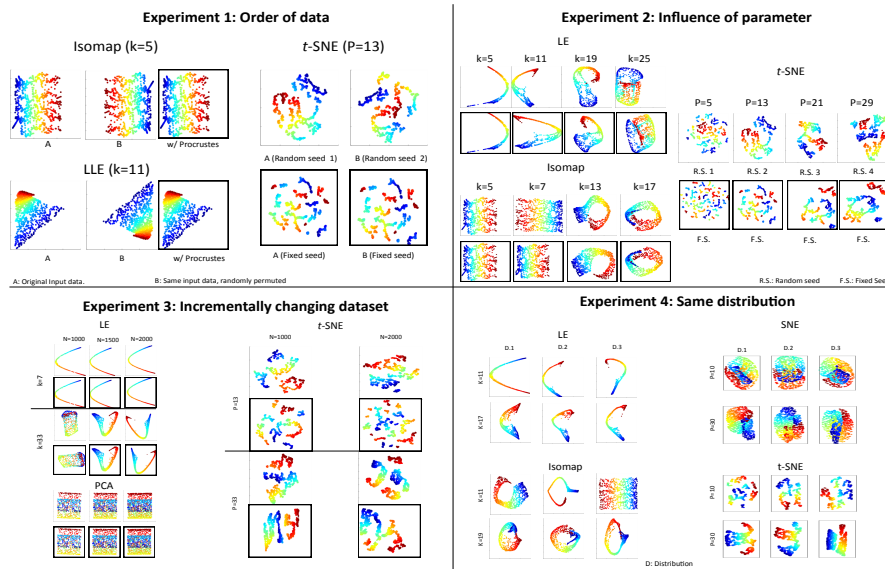 Experiment 1: Order of data
Isomap (k=5)
t-SNE (P=13)
A
B
w/ Procrustes
A (Random seed 1)
B (Random seed 2)
LLE (k=11)
A
B
w/ Procrustes
A (Fixed seed)
B (Fixed seed)
A: Original Input data.
B: Same input data, randomly permuted
Experiment 2: Influence of parameter
LE
k=5
k=11
k=19
k=25
t-SNE
P=5
P=13
P=21
P=29
R.S. 1
R.S. 2
R.S. 3
R.S. 4
Isomap
k=5
k=7
k=13
k=17
F.S.
F.S.
F.S.
F.S.
R.S.: Random seed
F.S.: Fixed See
Experiment 3: Incrementally changing dataset
LE
N=1000
N=1500
N=2000
k=7
k=33
PCA
t-SNE
N=1000
N=2000
P=13
P=33
Experiment 4: Same distribution
LE
D.1
D.2
D.3
K=11
K=17
Isomap
K=11
K=19
SNE
D.1
D.2
D.3
P=10
P=30
t-SNE
P=10
P=30
D: Distribution